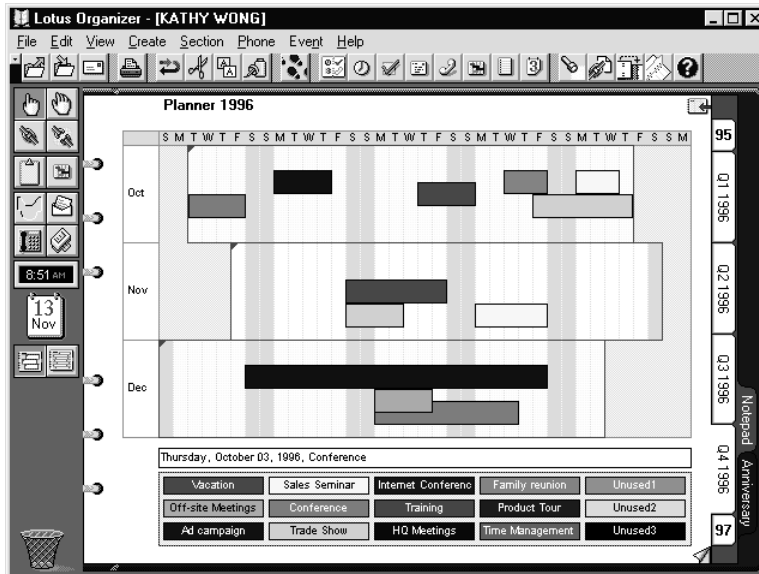 Lotus Organizer - [KATHY WONG]
File Edit View Create Section Phone Event Help
Planner 1996
S M T W T F S S M T W T F S S M T W T F S S M T W T F S S M T W T F S S M
Oct
Nov
Dec
8:51 AM
13
Nov
95
Q1 1996
Q2 1996
Q3 1996
Q4 1996
97
Notepad
Anniversary
Thursday, October 03, 1996, Conference
Vacation Sales Seminar Internet Conferenc Family reunion Unused1
Off-site Meetings Conference Training Product Tour Unused2
Ad campaign Trade Show HQ Meetings Time Management Unused3